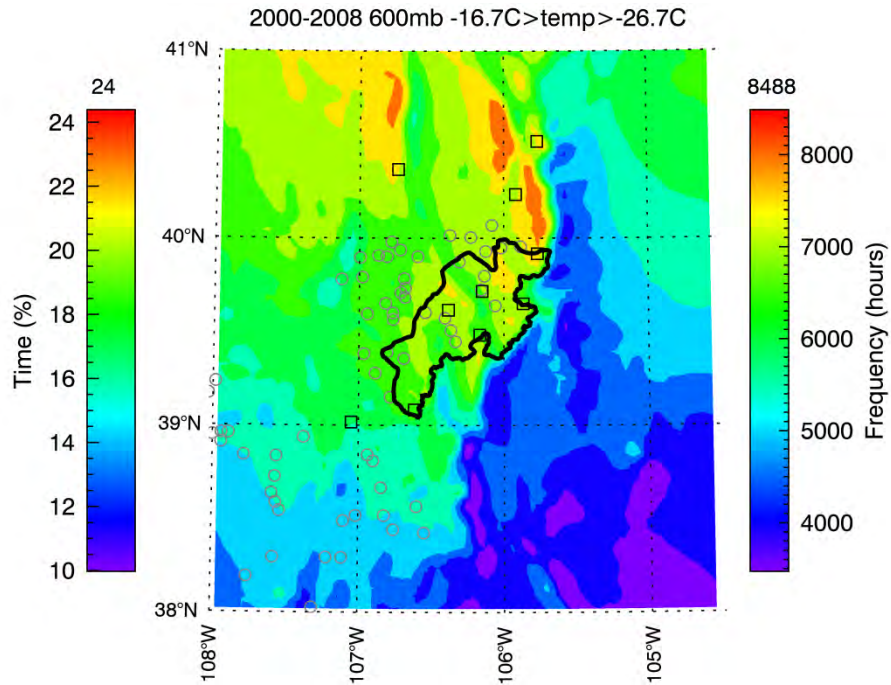 2000-2008 600mb -16.7C>temp>-26.7C
24
8488
41°N
40°N
39°N
38°N
24
22
20
18
16
14
12
10
Time (%)
8000
7000
6000
5000
4000
Frequency (hours)
108°W
107°W
106°W
105°W